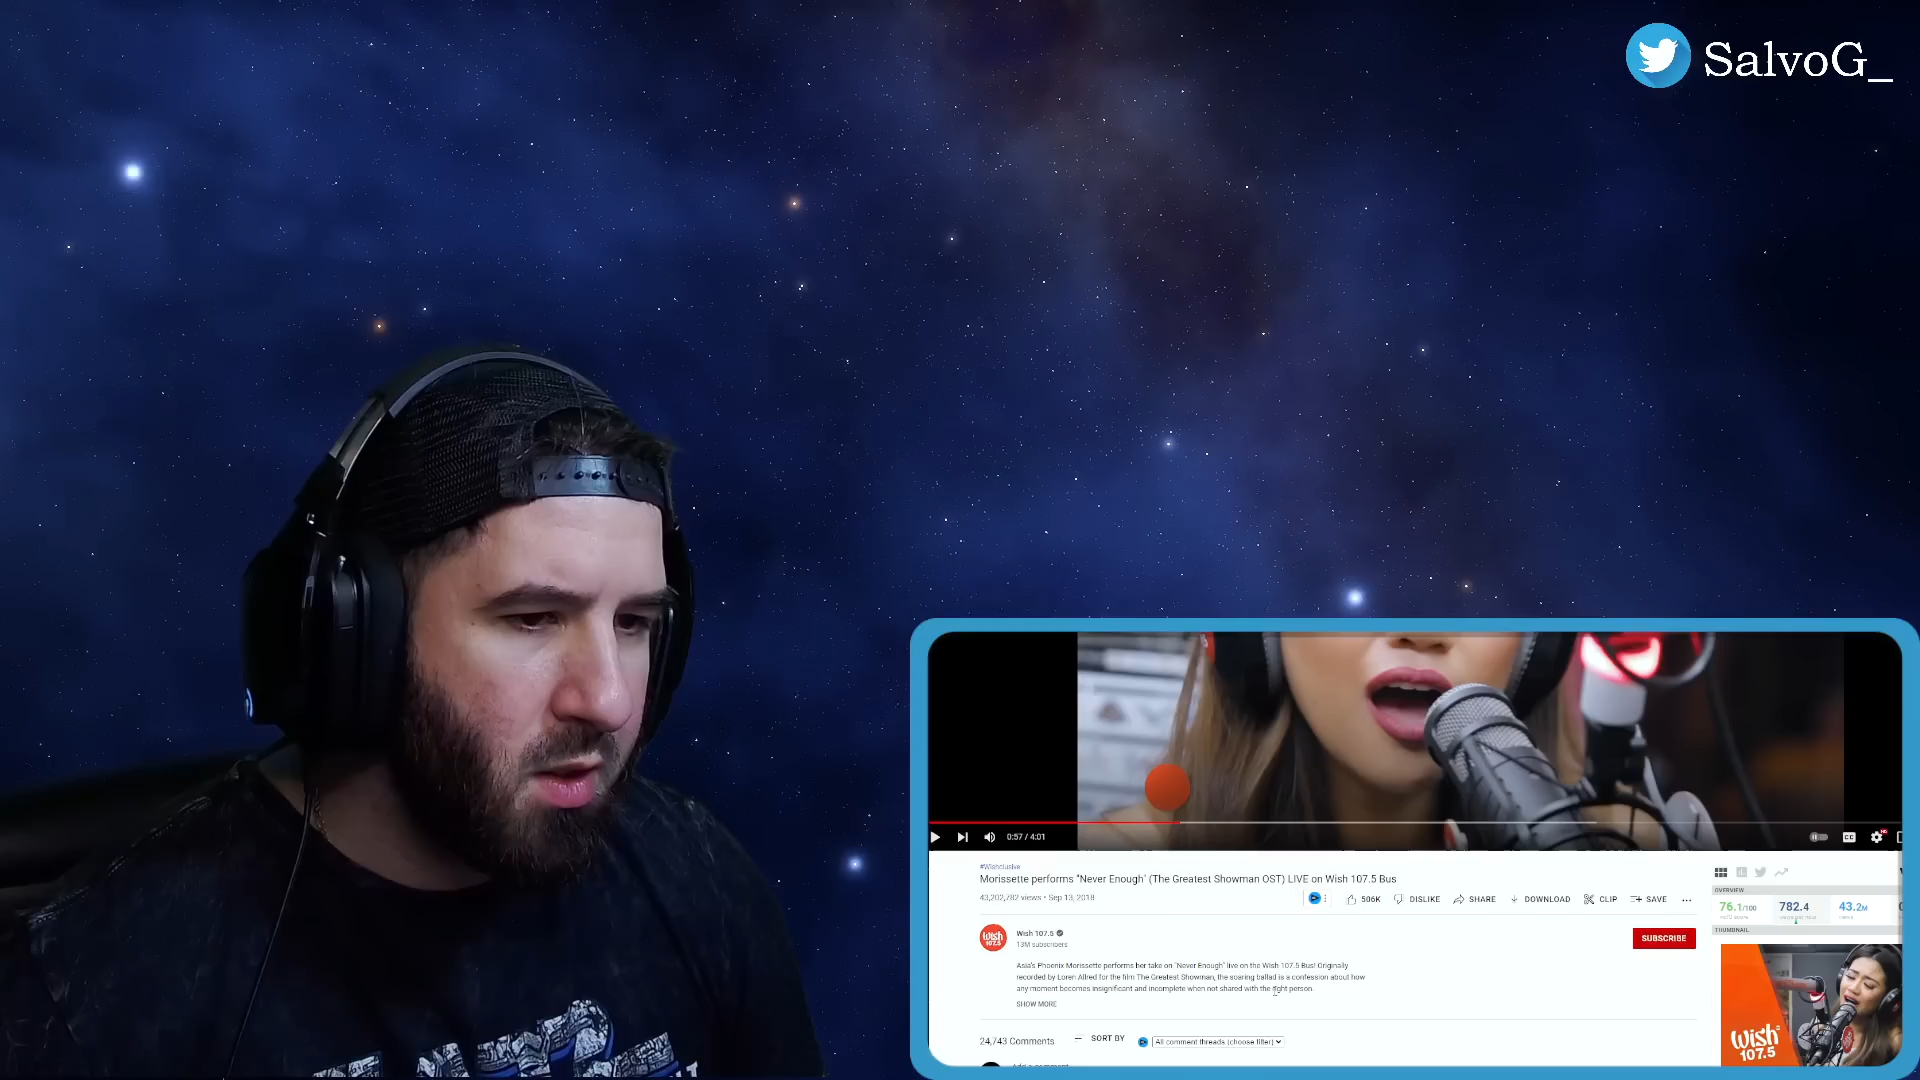 SalvoG_
0:57 / 4:01
CC
#Wishclusive
Morissette performs "Never Enough" (The Greatest Showman OST) LIVE on Wish 107.5 Bus
43,202,782 views • Sep 13, 2018
506K
DISLIKE
SHARE
DOWNLOAD
CLIP
SAVE
Wish 107.5
13M subscribers
SUBSCRIBE
Asia's Phoenix Morissette performs her take on "Never Enough" live on the Wish 107.5 Bus! Originally
recorded by Loren Allred for the film The Greatest Showman, the soaring ballad is a confession about how
any moment becomes insignificant and incomplete when not shared with the right person.
SHOW MORE
24,743 Comments
SORT BY
All comment threads (choose filter)
OVERVIEW
76.1/100
782.4
43.2M
THUMBNAIL
wish
107.5